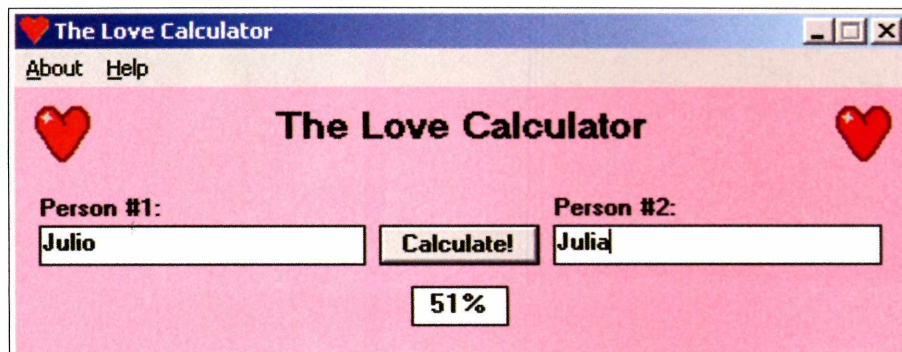 The Love Calculator
About Help
The Love Calculator
Person #1:
Person #2:
Julio
Calculate!
Julia
51%